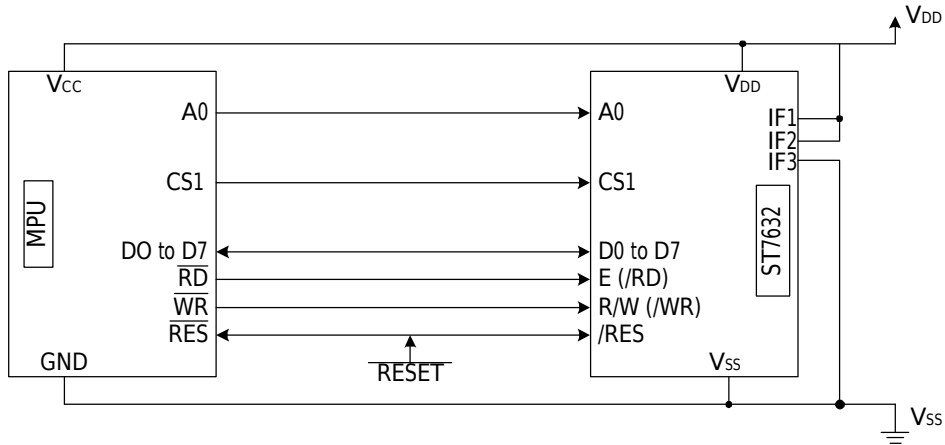 VDD
VCC
VDD
A0
A0
IF1
IF2
IF3
CS1
CS1
MPU
ST7632
DO to D7
D0 to D7
RD
E (/RD)
WR
R/W (/WR)
RES
/RES
GND
RESET
VSS
VSS